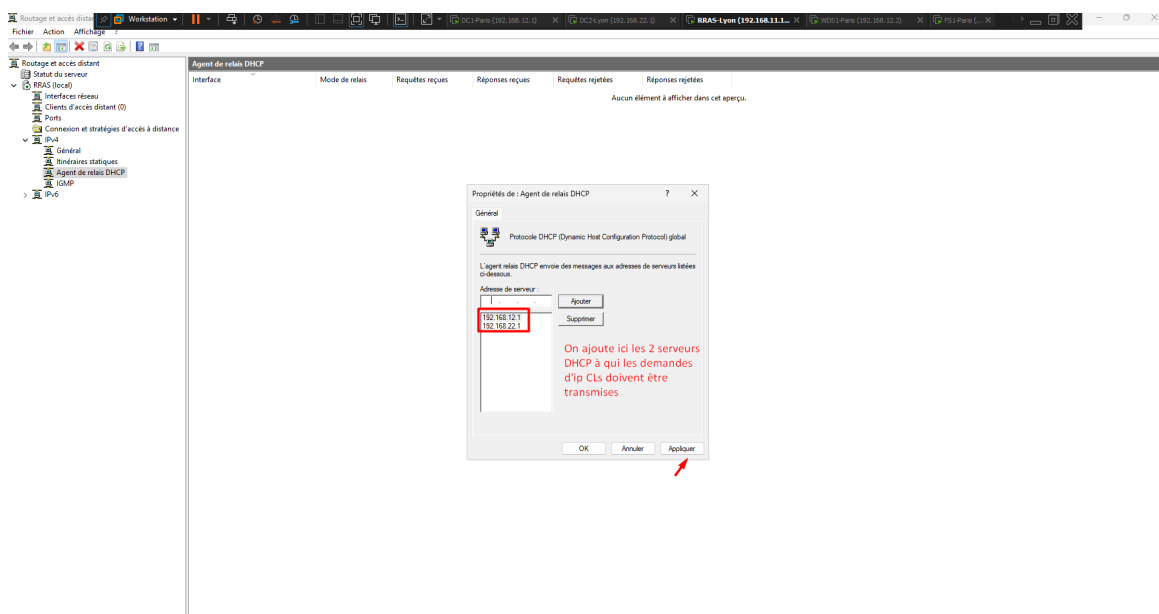 Routage et accès distan
Workstation
DC1-Paris (192.168.12.1)
DC2-Lyon (192.168.22.1)
RRAS-Lyon (192.168.11.1...
WDS1-Paris (192.168.12.2)
FS1-Paris (...
Fichier Action Affichage ?
Routage et accès distant
Statut du serveur
RRAS (local)
Interfaces réseau
Clients d'accès distant (0)
Ports
Connexion et stratégies d'accès à distance
IPv4
Général
Itinéraires statiques
Agent de relais DHCP
IGMP
IPv6
Agent de relais DHCP
Interface Mode de relais Requêtes reçues Réponses reçues Requêtes rejetées Réponses rejetées
Aucun élément à afficher dans cet aperçu.
Propriétés de : Agent de relais DHCP ?
Général
Protocole DHCP (Dynamic Host Configuration Protocol) global
L'agent relais DHCP envoie des messages aux adresses de serveurs listées
ci-dessous.
Adresse de serveur :
Ajouter
192.168.12.1
192.168.22.1
Supprimer
On ajoute ici les 2 serveurs
DHCP à qui les demandes
d'ip CLs doivent être
transmises
OK Annuler Appliquer